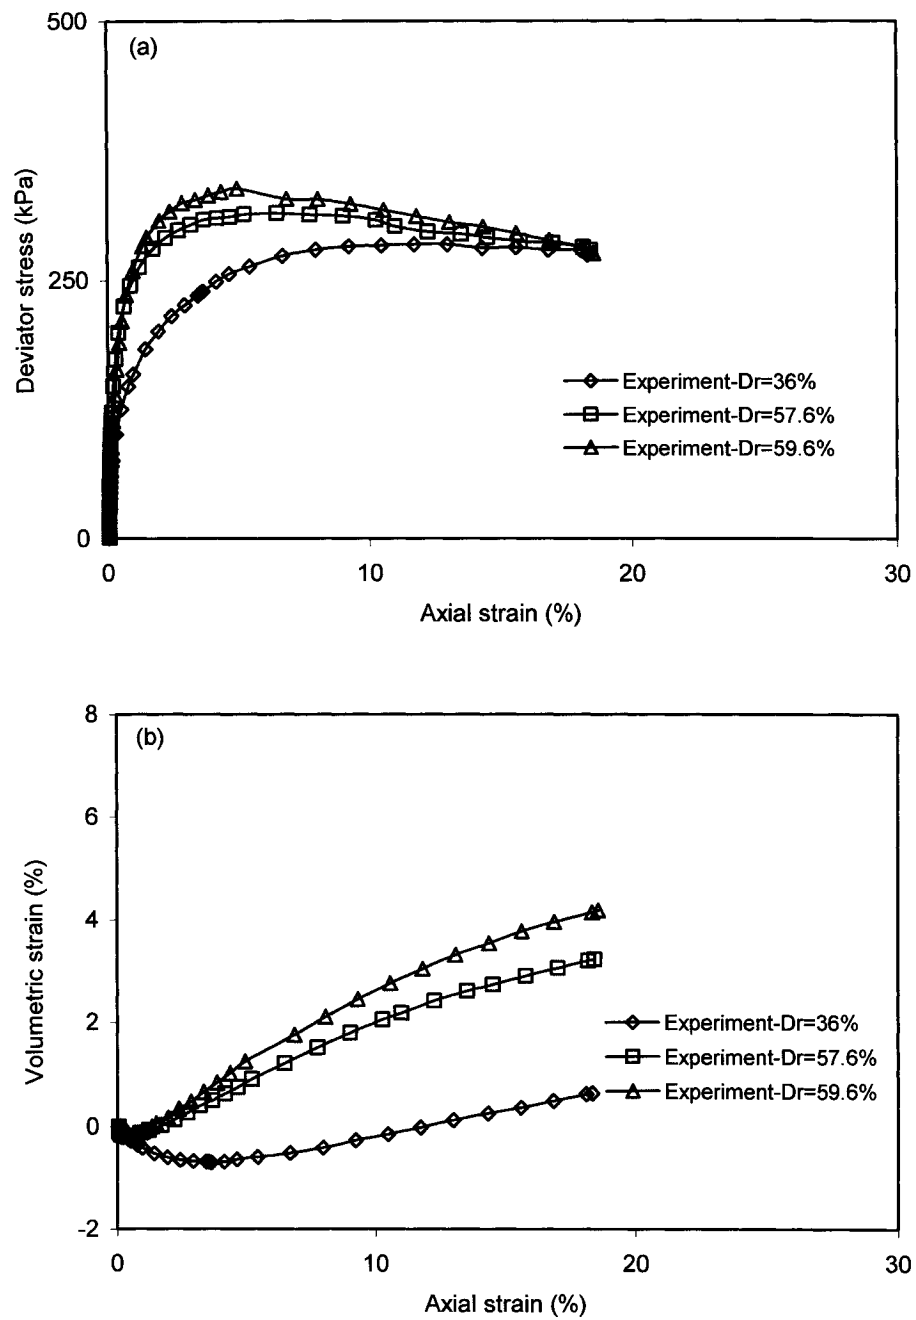 500
(a)
Deviator stress (kPa)
250
Experiment-Dr=36%
Experiment-Dr=57.6%
Experiment-Dr=59.6%
0
0
10
20
30
Axial strain (%)
8
(b)
6
Volumetric strain (%)
4
2
Experiment-Dr=36%
Experiment-Dr=57.6%
Experiment-Dr=59.6%
0
-2
0
10
20
30
Axial strain (%)